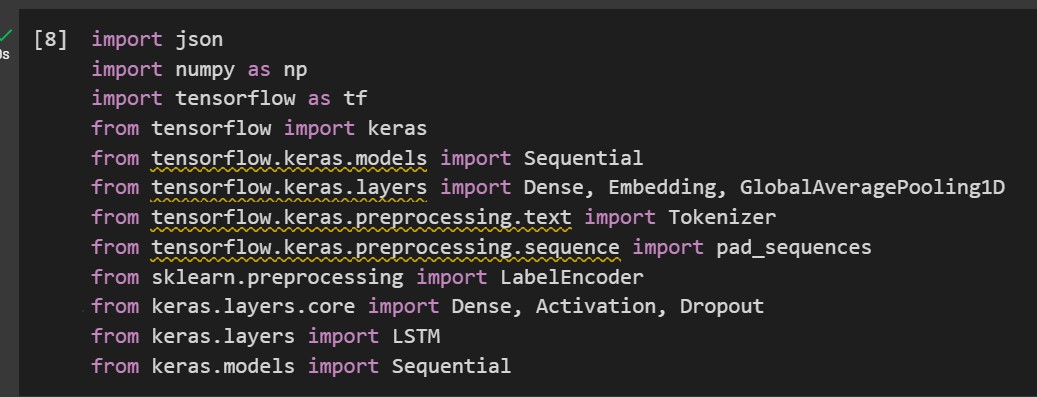 [8] import json
import numpy as np
import tensorflow as tf
from tensorflow import keras
from tensorflow.keras.models import Sequential
from tensorflow.keras.layers import Dense, Embedding, GlobalAveragePooling1D
from tensorflow.keras.preprocessing.text import Tokenizer
from tensorflow.keras.preprocessing.sequence import pad_sequences
from sklearn.preprocessing import LabelEncoder
from keras.layers.core import Dense, Activation, Dropout
from keras.layers import LSTM
from keras.models import Sequential